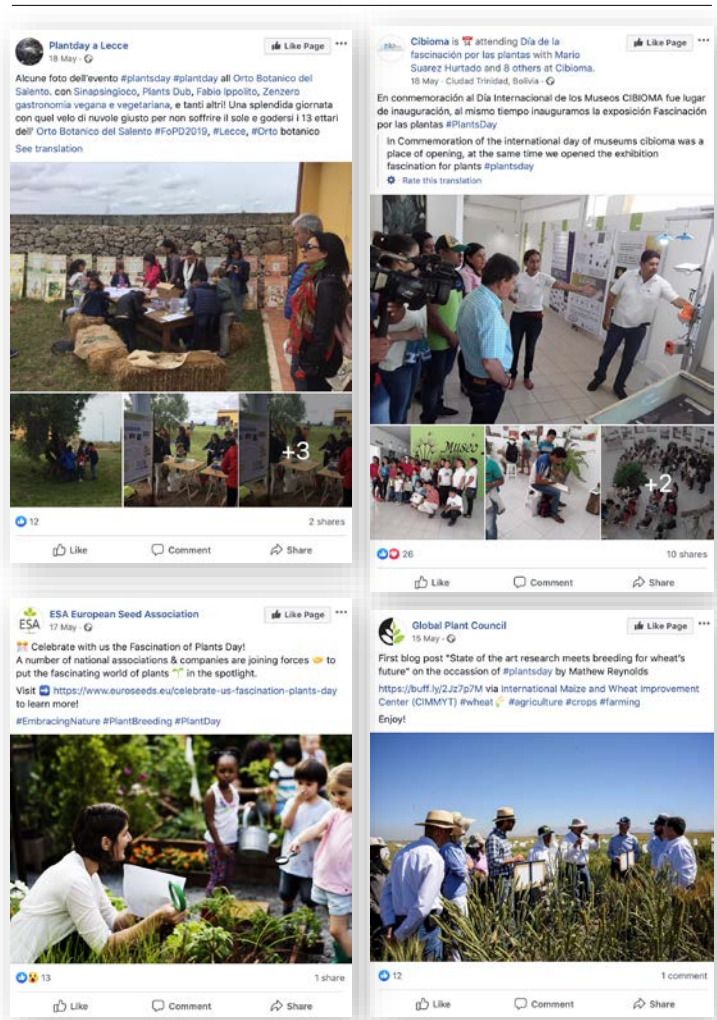 Plantday a Lecce
Like Page
18 May
Alcune foto dell'evento #plantsday #plantday all Orto Botanico del
Salento. con Sinapsingioco, Plants Dub, Fabio Ippolito, Zenzero
gastronomia vegana e vegetariana, e tanti altri! Una splendida giornata
con quel velo di nuvole giusto per non soffrire il sole e godersi i 13 ettari
dell' Orto Botanico del Salento #FoPD2019, #Lecce, #Orto botanico
See translation
+3
12
2 shares
Like Comment Share
Cibioma is attending Día de la
fascinación por las plantas with Mario
Suarez Hurtado and 8 others at Cibioma.
Like Page
18 May · Ciudad Trinidad, Bolivia
En conmemoración al Día Internacional de los Museos CIBIOMA fue lugar
de inauguración, al mismo tiempo inauguramos la exposición Fascinación
por las plantas #PlantsDay
In Commemoration of the international day of museums cibioma was a
place of opening, at the same time we opened the exhibition
fascination for plants #plantsday
Rate this translation
Museo
+2
26
10 shares
Like Comment Share
ESA
ESA European Seed Association
Like Page
17 May
Celebrate with us the Fascination of Plants Day!
A number of national associations & companies are joining forces to
put the fascinating world of plants in the spotlight.
Visit https://www.euroseeds.eu/celebrate-us-fascination-plants-day
to learn more!
#EmbracingNature #PlantBreeding #PlantDay
13
1 share
Like Comment Share
Global Plant Council
Like Page
15 May
First blog post "State of the art research meets breeding for wheat's
future" on the occassion of #plantsday by Mathew Reynolds
https://buff.ly/2Jz7p7M via International Maize and Wheat Improvement
Center (CIMMYT) #wheat #agriculture #crops #farming
Enjoy!
12
1 comment
Like Comment Share